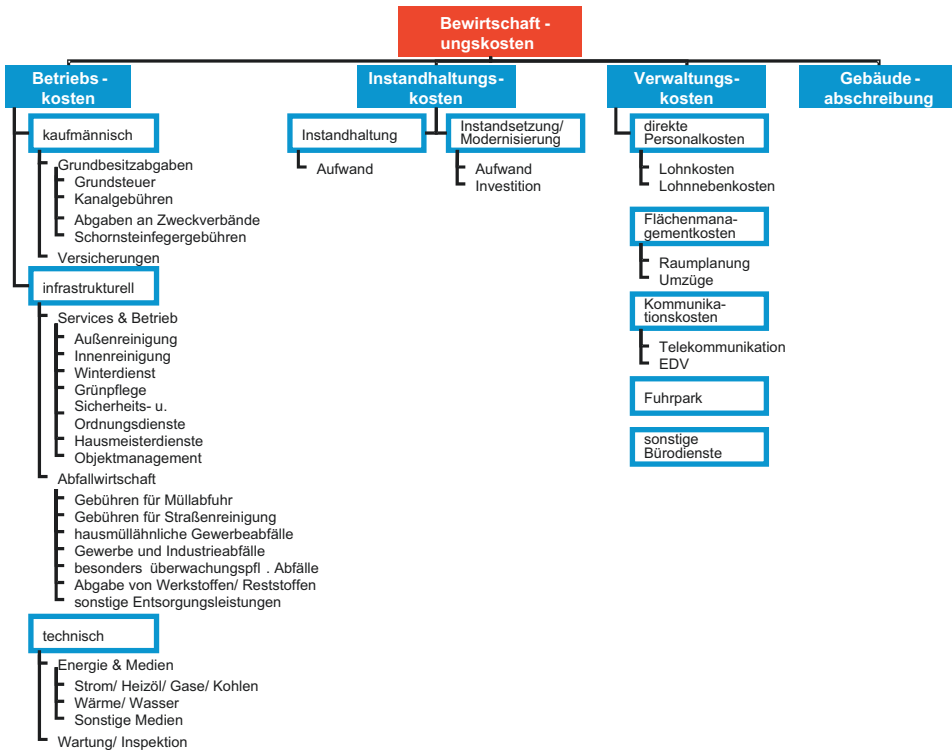 Bewirtschaft -
ungskosten
Betriebs -
kosten
kaufmännisch
Grundbesitzabgaben
Grundsteuer
Kanalgebühren
Abgaben an Zweckverbände
Schornsteinfegergebühren
Versicherungen
infrastrukturell
Services & Betrieb
Außenreinigung
Innenreinigung
Winterdienst
Grünpflege
Sicherheits- u.
Ordnungsdienste
Hausmeisterdienste
Objektmanagement
Abfallwirtschaft
Gebühren für Müllabfuhr
Gebühren für Straßenreinigung
hausmüllähnliche Gewerbeabfälle
Gewerbe und Industrieabfälle
besonders überwachungspfl . Abfälle
Abgabe von Werkstoffen/ Reststoffen
sonstige Entsorgungsleistungen
technisch
Energie & Medien
Strom/ Heizöl/ Gase/ Kohlen
Wärme/ Wasser
Sonstige Medien
Wartung/ Inspektion
Instandhaltungs-
kosten
Instandhaltung
Aufwand
Instandsetzung/
Modernisierung
Aufwand
Investition
Verwaltungs-
kosten
direkte
Personalkosten
Lohnkosten
Lohnnebenkosten
Flächenmana-
gementkosten
Raumplanung
Umzüge
Kommunika-
tionskosten
Telekommunikation
EDV
Fuhrpark
sonstige
Bürodienste
Gebäude -
abschreibung